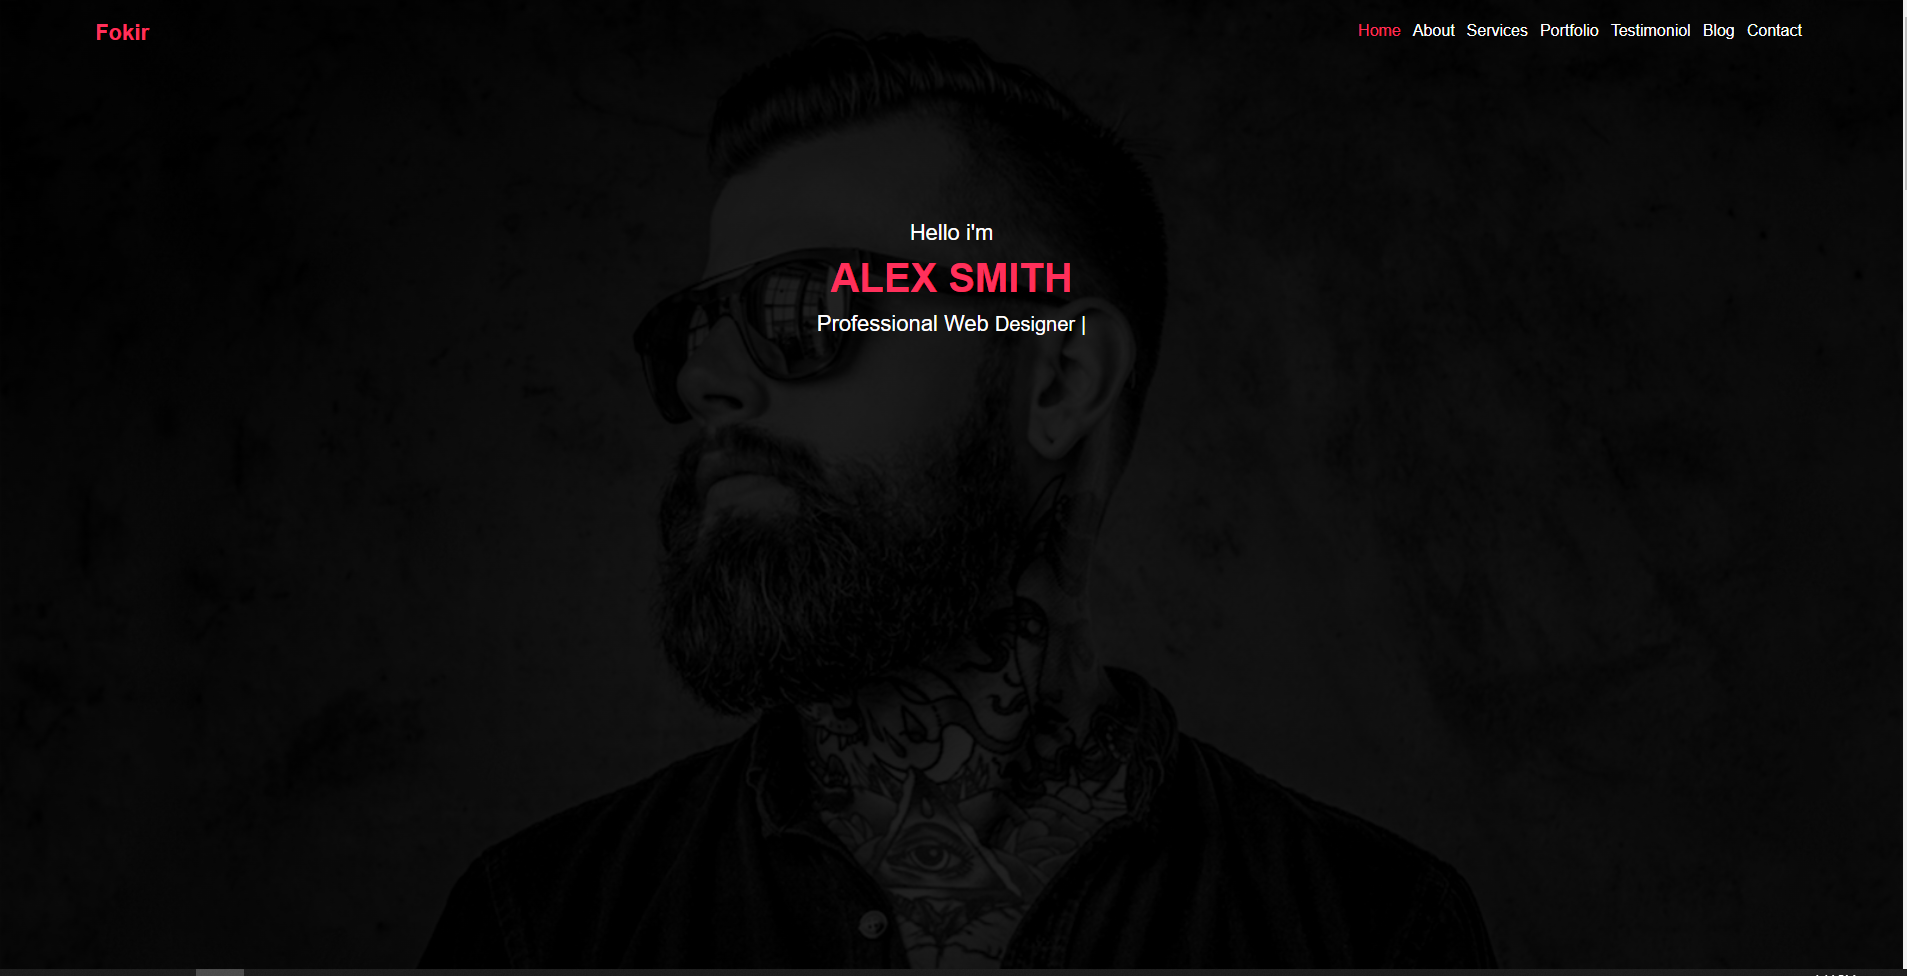 Fokir
Home About Services Portfolio Testimoniol Blog Contact
Hello i'm
ALEX SMITH
Professional Web Designer |